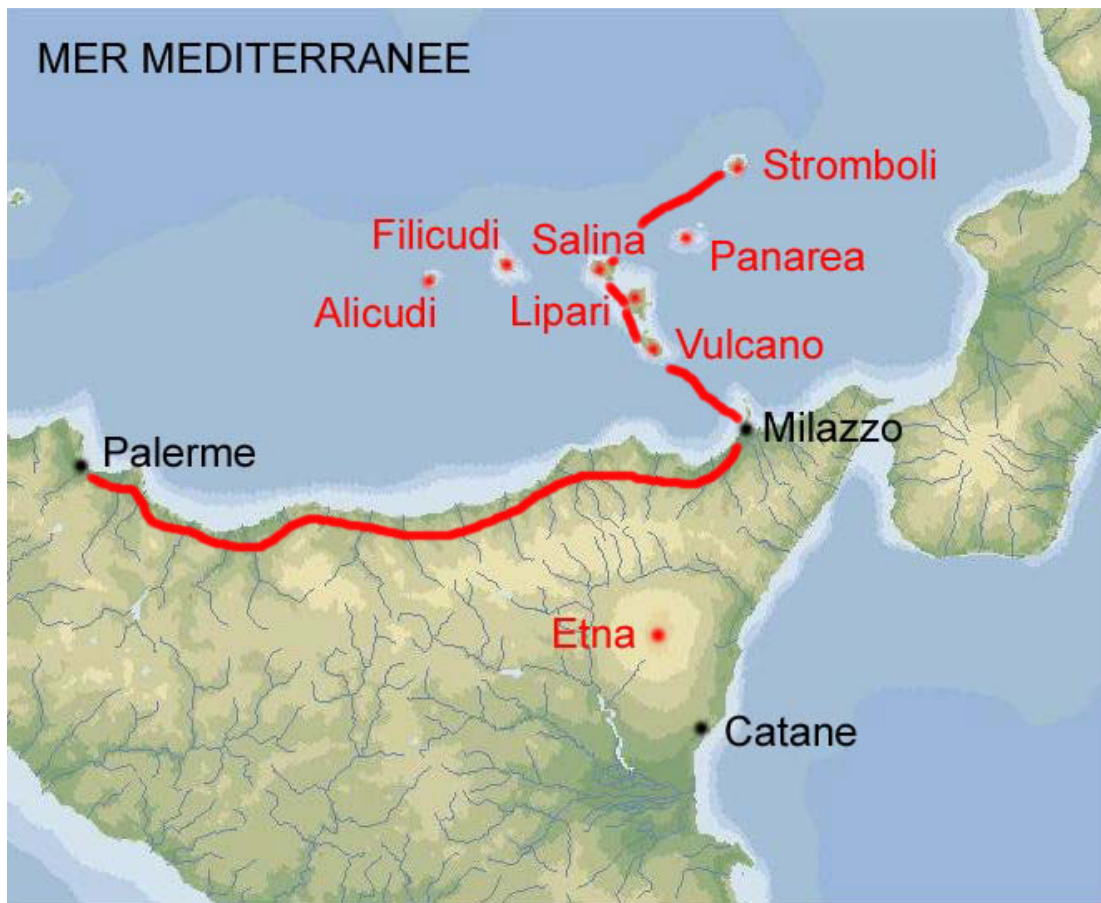 MER MEDITERRANEE
Stromboli
Filicudi
Salina
Panarea
Alicudi
Lipari
Vulcano
Milazzo
Palerme
Etna
Catane